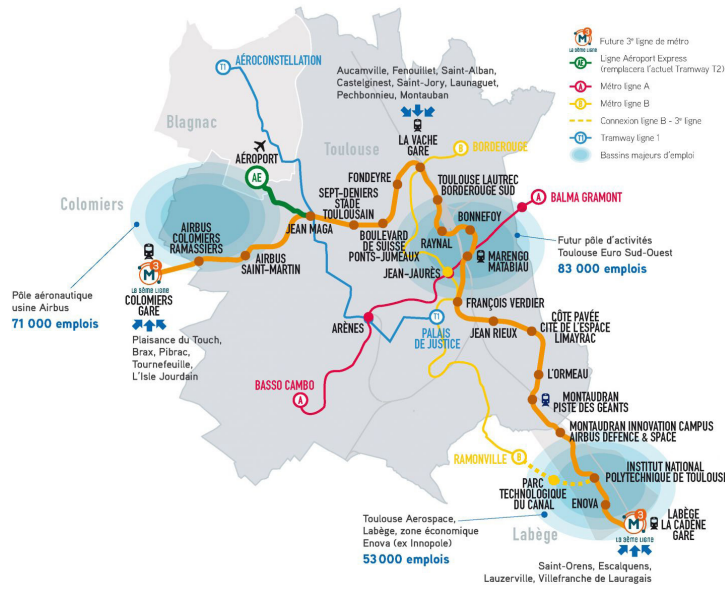 AÉROCONSTELLATION
T1
Blagnac
Toulouse
Colomiers
Labège
M
3
Future 3e ligne de métro
LA 3ÈME LIGNE
AE
Ligne Aéroport Express
(remplacera l'actuel Tramway T2)
A
Métro ligne A
B
Métro ligne B
Connexion ligne B - 3e ligne
T1
Tramway ligne 1
Bassins majeurs d'emploi
Aucamville, Fenouillet, Saint-Alban,
Castelginest, Saint-Jory, Launaguet,
Pechbonnieu, Montauban
LA VACHE
GARE
B
BORDEROUGE
AÉROPORT
AE
FONDEYRE
TOULOUSE LAUTREC
BORDEROUGE SUD
SEPT-DENIERS
STADE
TOULOUSAIN
A
BALMA GRAMONT
JEAN MAGA
BONNEFOY
AIRBUS
COLOMIERS
RAMASSIERS
BOULEVARD
DE SUISSE
PONTS-JUMEAUX
RAYNAL
AIRBUS
SAINT-MARTIN
MARENGO
MATABIAU
Futur pôle d'activités
Toulouse Euro Sud-Ouest
83 000 emplois
JEAN-JAURÈS
M
3
LA 3ÈME LIGNE
COLOMIERS
GARE
Pôle aéronautique
usine Airbus
71 000 emplois
Plaisance du Touch,
Brax, Pibrac,
Tournefeuille,
L'Isle Jourdain
FRANÇOIS VERDIER
ARÈNES
T1
PALAIS
DE JUSTICE
JEAN RIEUX
CÔTE PAVÉE
CITÉ DE L'ESPACE
LIMAYRAC
L'ORMEAU
BASSO CAMBO
A
MONTAUDRAN
PISTE DES GÉANTS
MONTAUDRAN INNOVATION CAMPUS
AIRBUS DEFENCE & SPACE
RAMONVILLE
B
INSTITUT NATIONAL
POLYTECHNIQUE DE TOULOUSE
PARC
TECHNOLOGIQUE
DU CANAL
ENOVA
M
3
LA 3ÈME LIGNE
LABÈGE
LA CADÈNE
GARE
Toulouse Aerospace,
Labège, zone économique
Enova (ex Innopole)
53 000 emplois
Saint-Orens, Escalquens,
Lauzerville, Villefranche de Lauragais